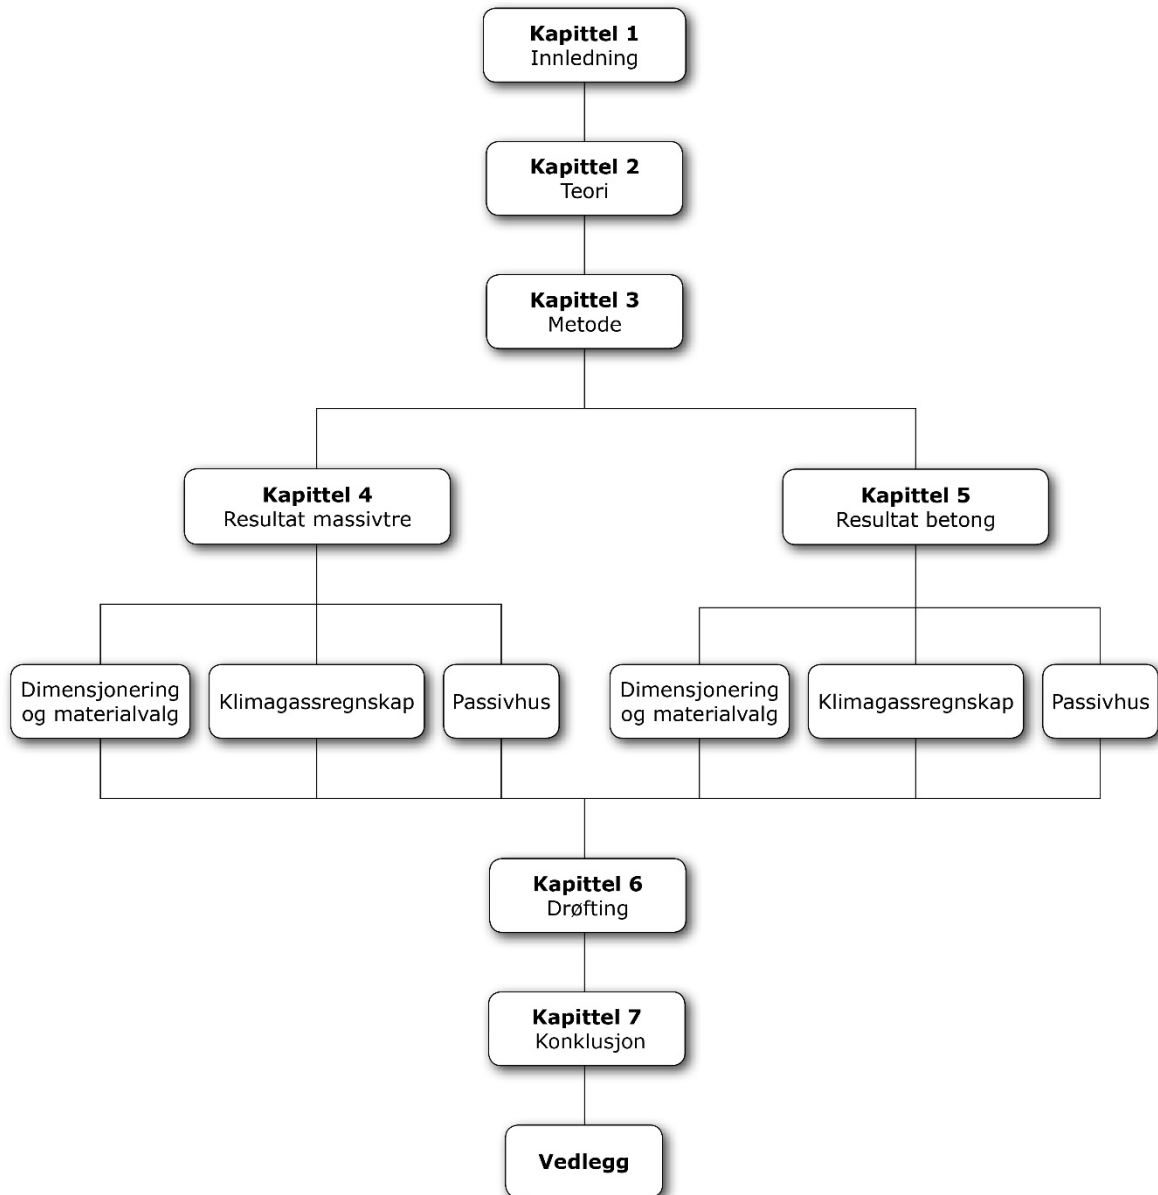 Kapittel 1
Innledning
Kapittel 2
Teori
Kapittel 3
Metode
Kapittel 4
Resultat massivtre
Kapittel 5
Resultat betong
Dimensjonering
og materialvalg
Klimagassregnskap
Passivhus
Dimensjonering
og materialvalg
Klimagassregnskap
Passivhus
Kapittel 6
Drøfting
Kapittel 7
Konklusjon
Vedlegg